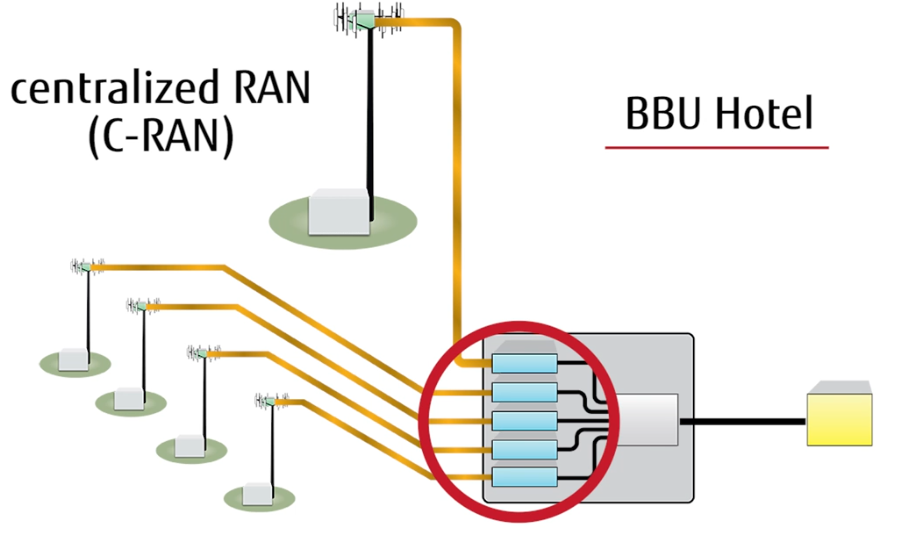 centralized RAN
(C-RAN)
BBU Hotel